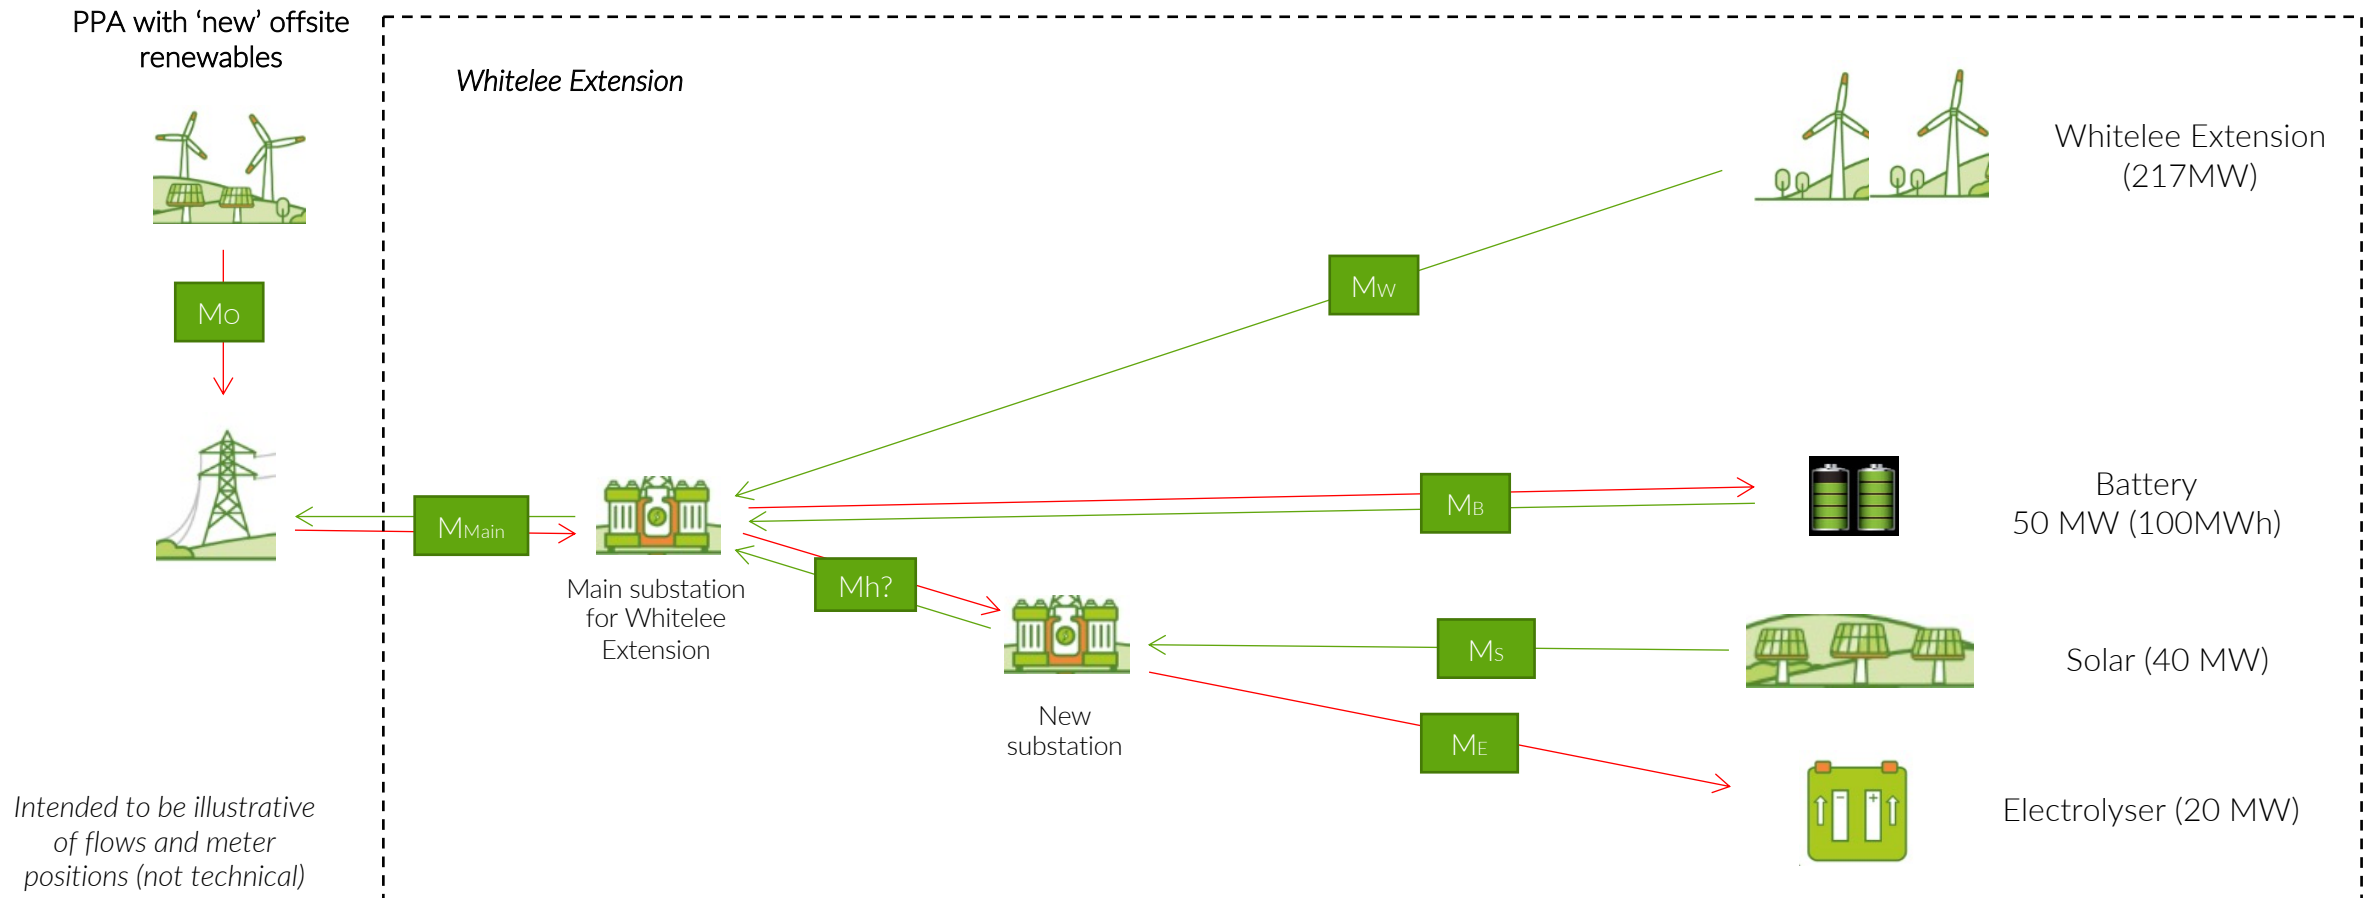 PPA with ‘new’ offsite
renewables
Whitelee Extension
Whitelee Extension
(217MW)
Mw
Mo
Battery
50 MW (100MWh)
MB
MMain
Mh?
Main substation
for Whitelee
Extension
Ms
Solar (40 MW)
New
substation
ME
Electrolyser (20 MW)
Intended to be illustrative
of flows and meter
positions (not technical)